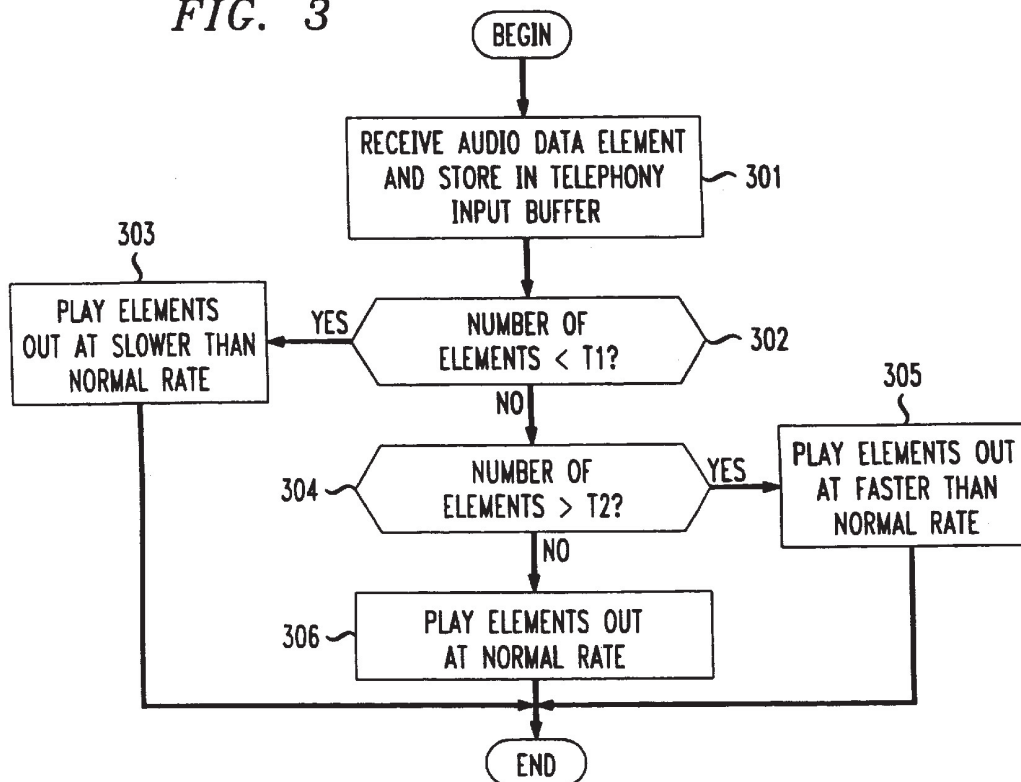 FIG. 3
BEGIN
RECEIVE AUDIO DATA ELEMENT
AND STORE IN TELEPHONY
INPUT BUFFER
301
303
PLAY ELEMENTS
OUT AT SLOWER THAN
NORMAL RATE
YES
NUMBER OF
ELEMENTS < T1?
302
NO
305
304
NUMBER OF
ELEMENTS > T2?
YES
PLAY ELEMENTS OUT
AT FASTER THAN
NORMAL RATE
NO
306
PLAY ELEMENTS OUT
AT NORMAL RATE
END